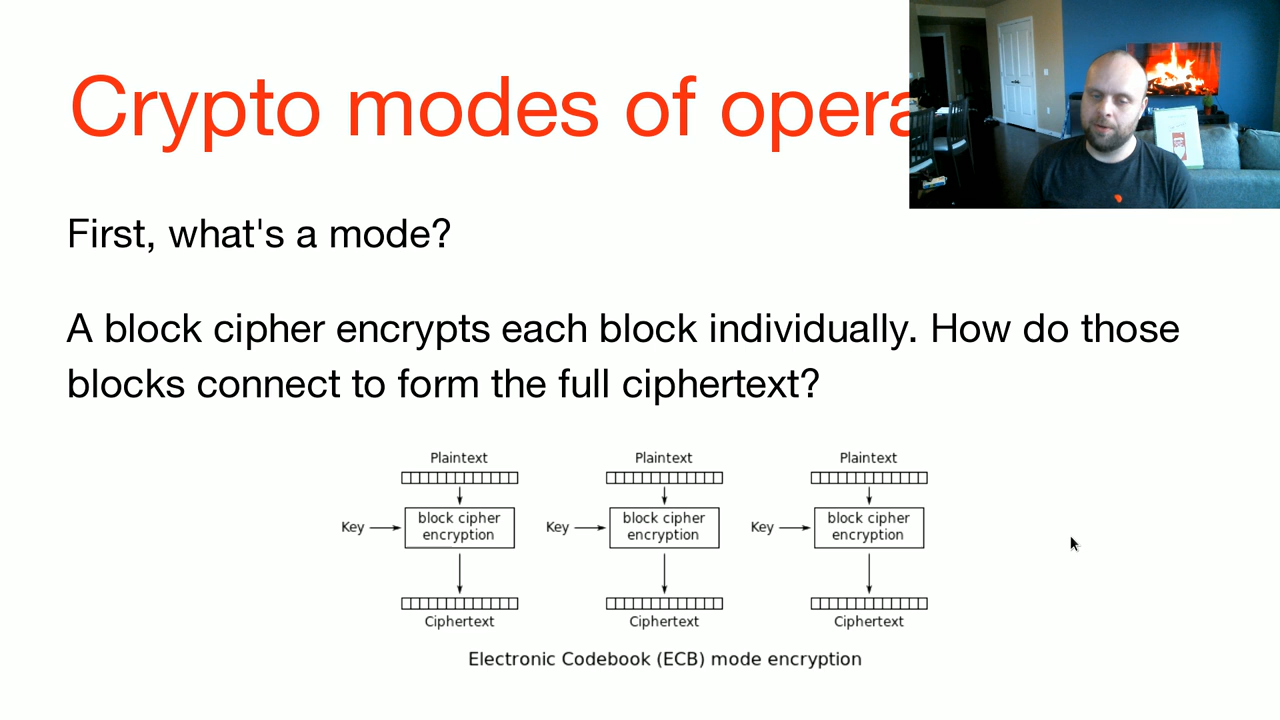 Crypto modes of opera
First, what's a mode?
A block cipher encrypts each block individually. How do those
blocks connect to form the full ciphertext?
Plaintext Plaintext Plaintext
Key block cipher encryption Key block cipher encryption Key block cipher encryption
Ciphertext Ciphertext Ciphertext
Electronic Codebook (ECB) mode encryption